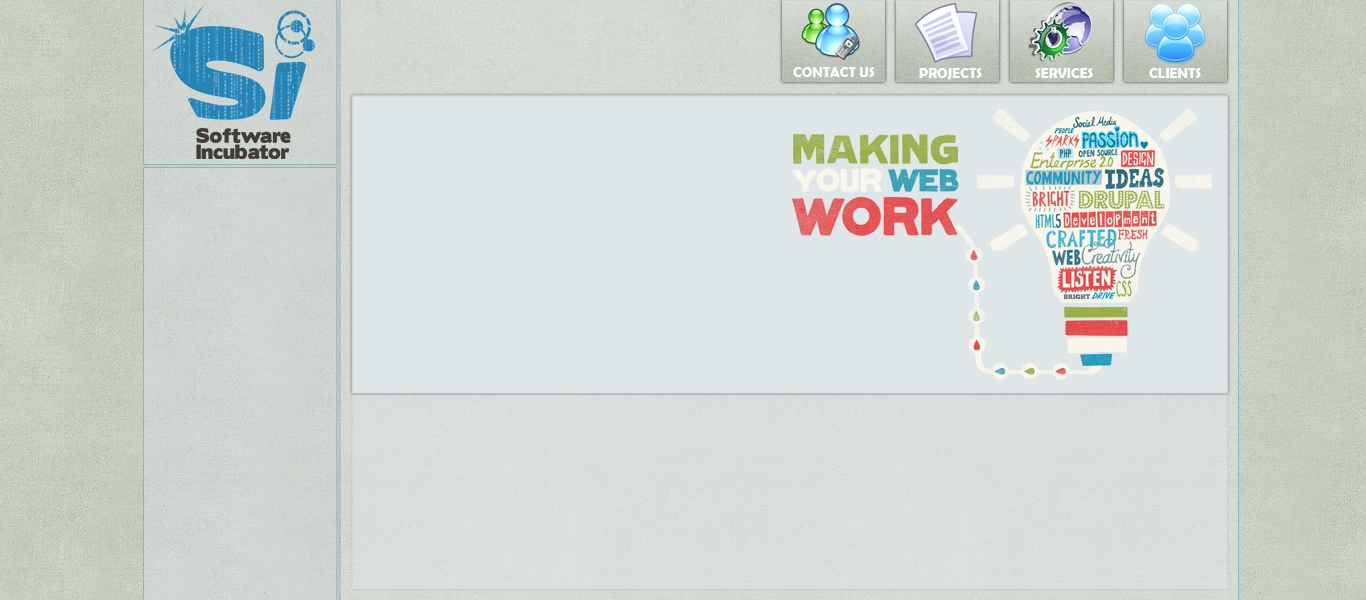 Si
Software
Incubator
CONTACT US
PROJECTS
SERVICES
CLIENTS
MAKING
YOUR WEB
WORK
Social Media
PEOPLE
SPARKS PASSION
PHP OPEN SOURCE
Enterprise 2.0 DESIGN
COMMUNITY IDEAS
BRIGHT DRUPAL
HTML5 Development
CRAFTED FRESH
WEB Creativity
LISTEN CSS
BRIGHT DRIVE